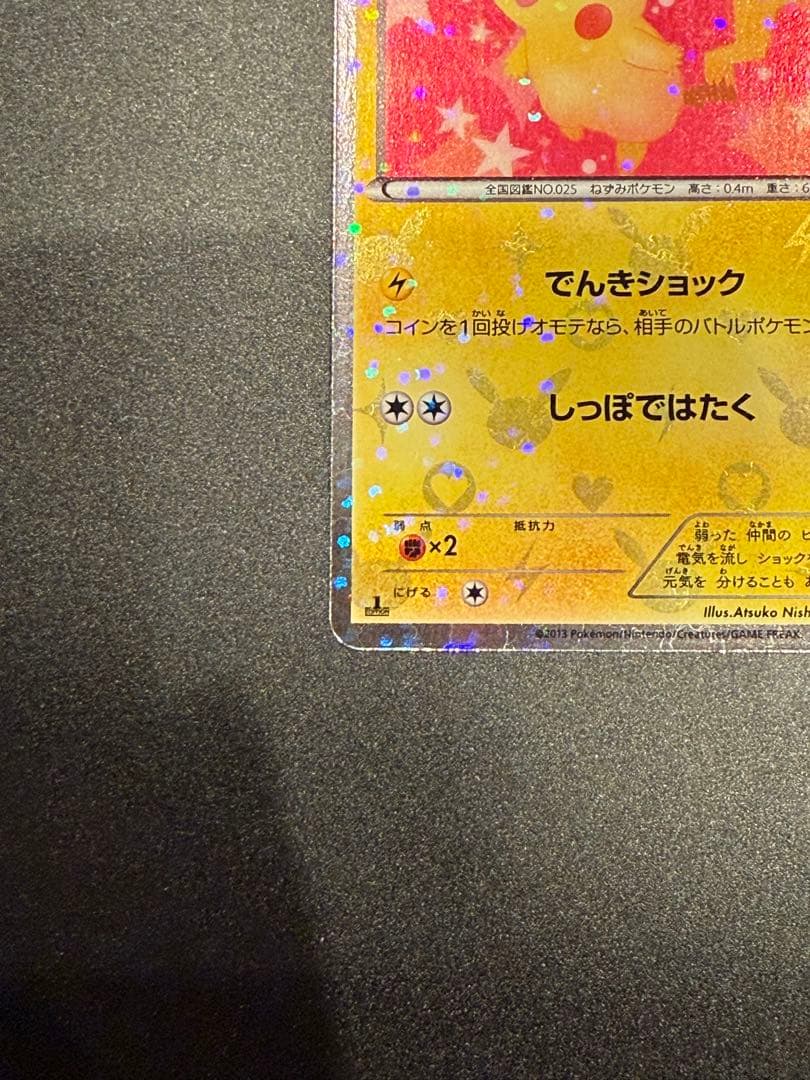 全国図鑑NO.025 ねずみポケモン 高さ:0.4m 重さ:6
でんきショック
コインを1回投げオモテなら、相手のバトルポケモン
しっぽではたく
弱点 抵抗力
×2
にげる
弱った 仲間の ピ
電気を流し ショックを
元気を 分けることも あ
1 EDITION
Illus.Atsuko Nish
©2013 Pokémon/Nintendo/Creatures/GAME FREAK.